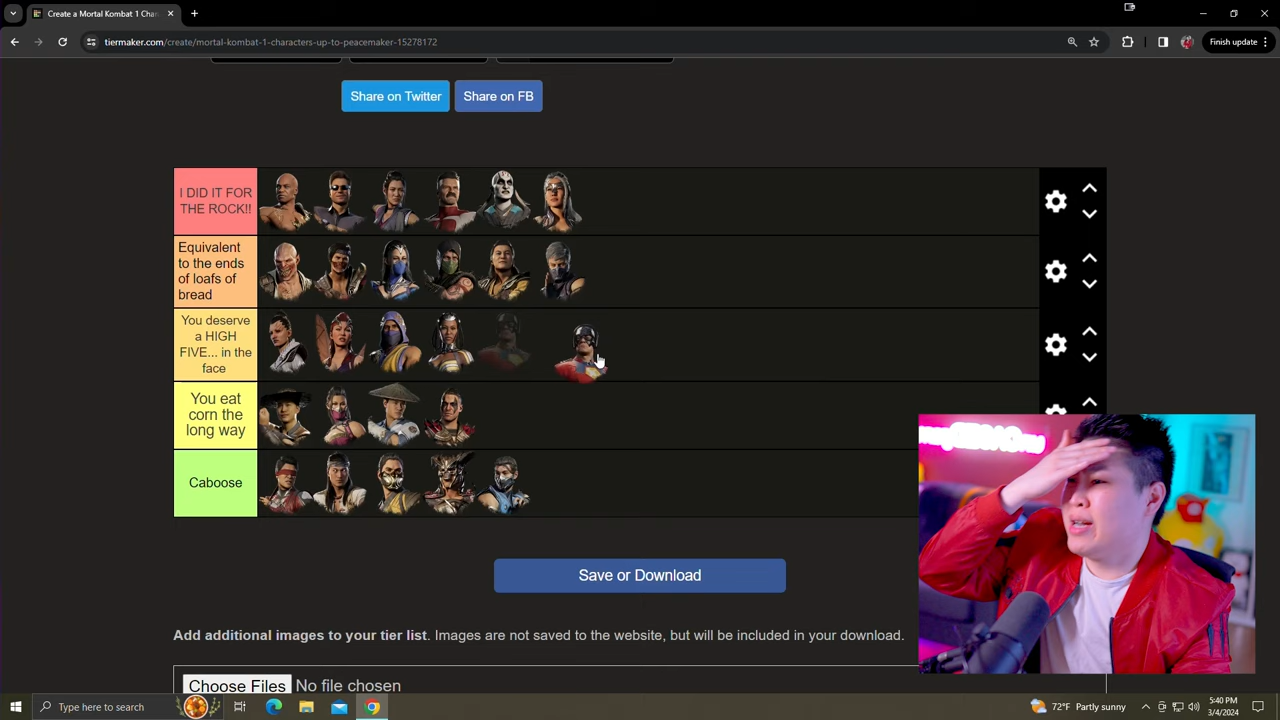 Create a Mortal Kombat 1 Char
tiermaker.com/create/mortal-kombat-1-characters-up-to-peacemaker-15278172
Finish update
Share on Twitter
Share on FB
I DID IT FOR
THE ROCK!!
Equivalent
to the ends
of loafs of
bread
You deserve
a HIGH
FIVE... in the
face
You eat
corn the
long way
Caboose
Save or Download
Add additional images to your tier list. Images are not saved to the website, but will be included in your download.
Choose Files No file chosen
Type here to search
72°F Partly sunny
5:40 PM
3/4/2024